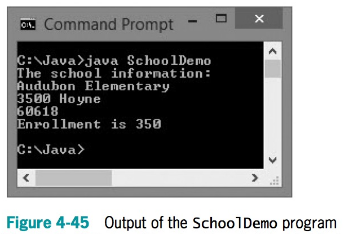 Command Prompt
C:\Java>java SchoolDemo
The school information:
Audubon Elementary
3500 Hoyne
60618
Enrollment is 350
C:\Java>
Figure 4-45 Output of the SchoolDemo program